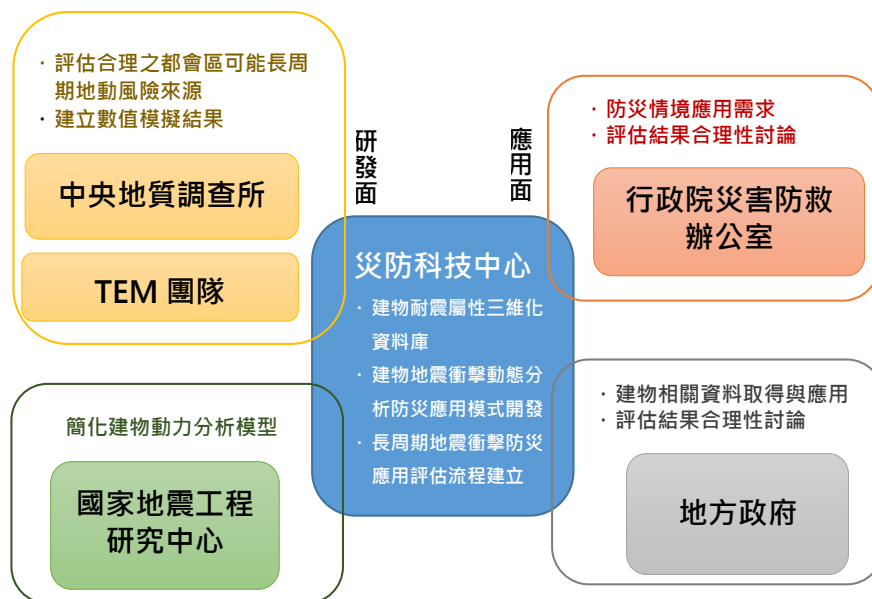 · 評估合理之都會區可能長周
期地動風險來源
· 建立數值模擬結果
中央地質調查所
TEM 團隊
簡化建物動力分析模型
國家地震工程
研究中心
研發面
應用面
災防科技中心
· 建物耐震屬性三維化
資料庫
· 建物地震衝擊動態分
析防災應用模式開發
· 長周期地震衝擊防災
應用評估流程建立
· 防災情境應用需求
· 評估結果合理性討論
行政院災害防救
辦公室
· 建物相關資料取得與應用
· 評估結果合理性討論
地方政府